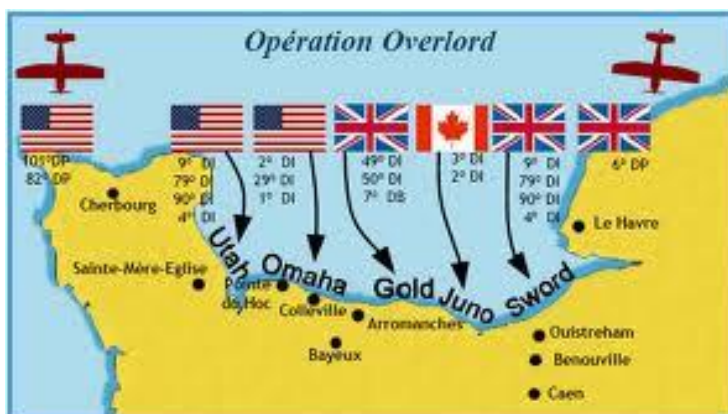 Opération Overlord
101° DP
82° DP
9° DI
79° DI
90° DI
4° DI
2° DI
29° DI
1° DI
49° DI
50° DI
7° DB
3° DI
2° DI
9° DI
79° DI
90° DI
4° DI
6° DP
Cherbourg
Le Havre
Sainte-Mère-Eglise
Utah
Omaha
Gold
Juno
Sword
Pointe
du Hoc
Colleville
Arromanches
Bayeux
Ouistreham
Benouville
Caen